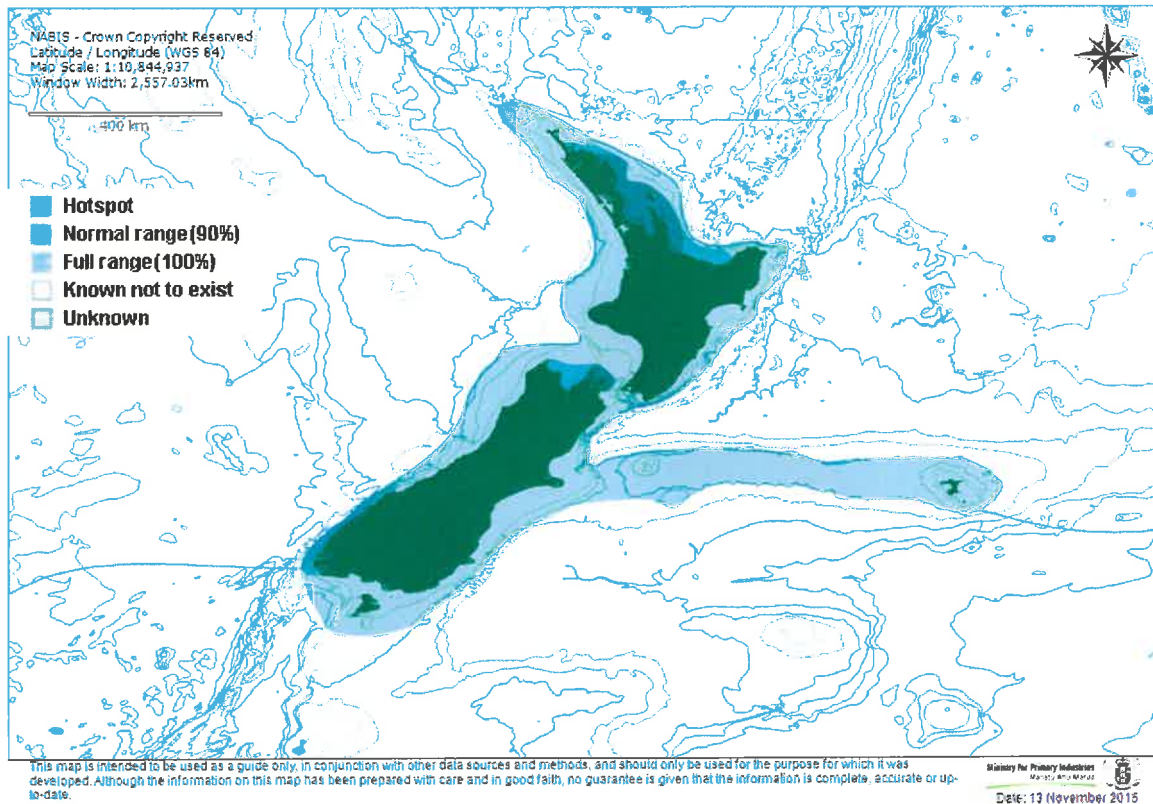 NABIS - Crown Copyright Reserved
Latitude / Longitude (WGS 84)
Map Scale: 1:10,844,937
Window Width: 2,557.03km
400 km
Hotspot
Normal range(90%)
Full range(100%)
Known not to exist
Unknown
This map is intended to be used as a guide only, in conjunction with other data sources and methods, and should only be used for the purpose for which it was
developed. Although the information on this map has been prepared with care and in good faith, no guarantee is given that the information is complete, accurate or up-
to-date.
Ministry for Primary Industries
Manatū Ahu Matua
Date: 13 November 2015